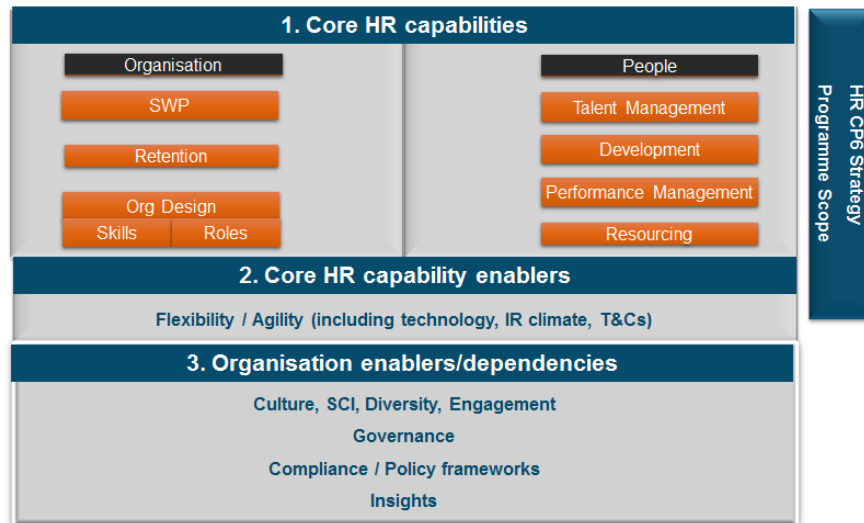 1. Core HR capabilities
Organisation
SWP
Retention
Org Design
Skills
Roles
People
Talent Management
Development
Performance Management
Resourcing
2. Core HR capability enablers
Flexibility / Agility (including technology, IR climate, T&Cs)
3. Organisation enablers/dependencies
Culture, SCI, Diversity, Engagement
Governance
Compliance / Policy frameworks
Insights
HR CP6 Strategy
Programme Scope